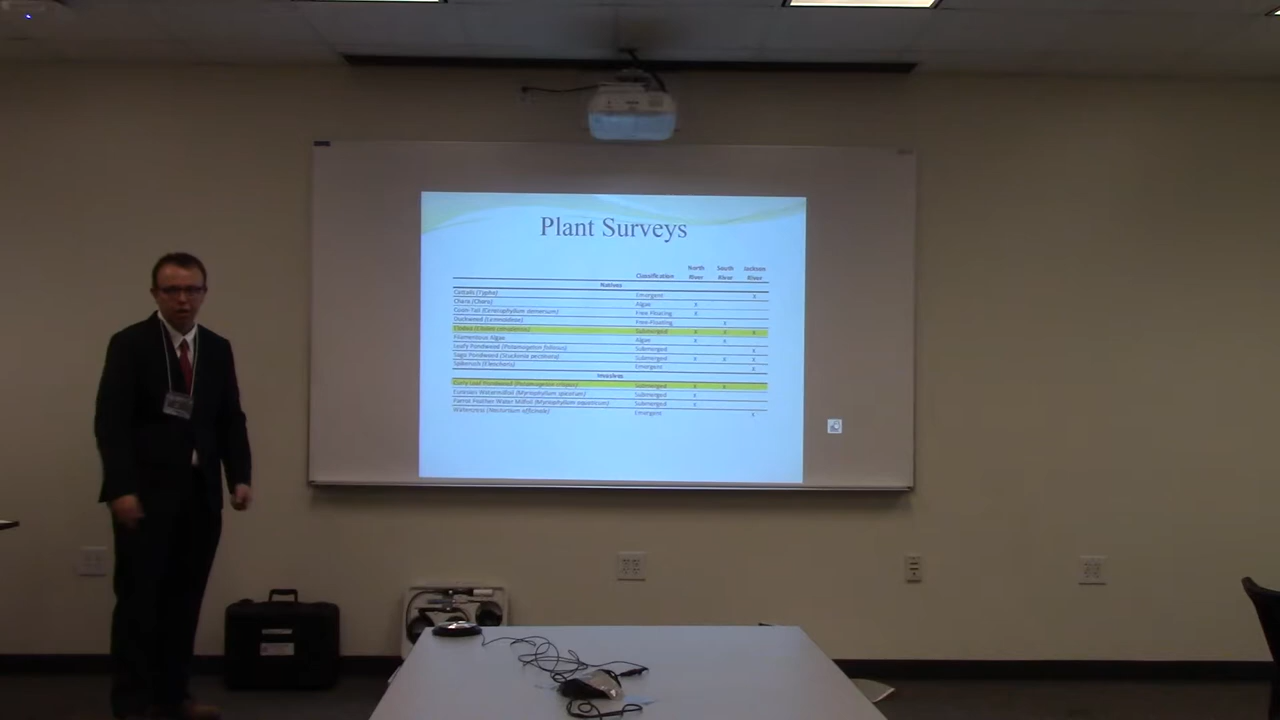 Plant Surveys
Classification North River South River Jackson River
Natives
Cattails (Typha) Emergent x
Chara (Chara) Algae x
Coon-Tail (Ceratophyllum demersum) Free Floating x
Duckweed (Lemnoideae) Free-Floating x
Elodea (Elodea canadensis) Submerged x x x
Filamentous Algae Algae x x
Leafy Pondweed (Potamogeton foliosus) Submerged x
Sago Pondweed (Stuckenia pectinata) Submerged x x x
Spikerush (Eleocharis) Emergent x
Invasives
Curly Leaf Pondweed (Potamogeton crispus) Submerged x x
Eurasian Watermilfoil (Myriophyllum spicatum) Submerged x
Parrot Feather Water Milfoil (Myriophyllum aquaticum) Submerged x
Watercress (Nasturtium officinale) Emergent x